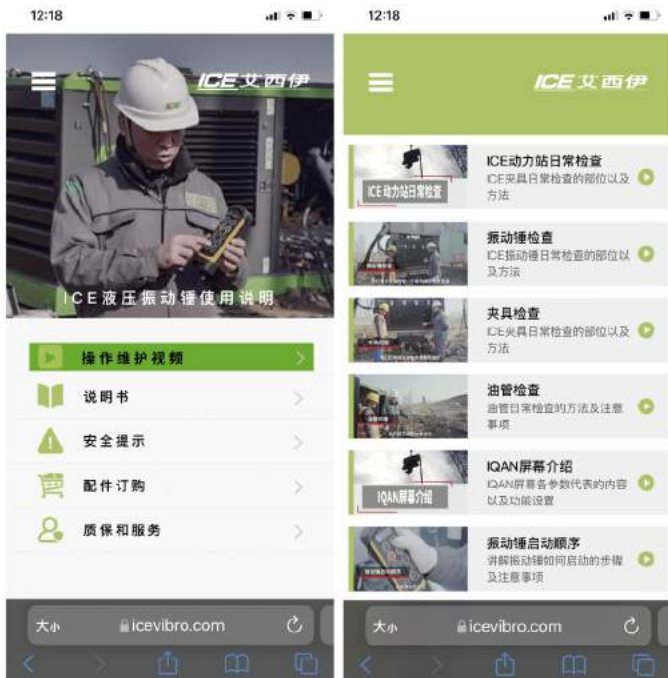 12:18
ICE艾西伊
ICE液压振动锤使用说明
操作维护视频
说明书
安全提示
配件订购
质保和服务
大小
icevibro.com
12:18
ICE艾西伊
ICE动力站日常检查
ICE动力站日常检查
ICE夹具日常检查的部位以及
方法
振动锤检查
ICE振动锤日常检查的部位以
及方法
夹具检查
ICE夹具日常检查的部位以及
方法
油管检查
油管日常检查的方法及注意
事项
IQAN屏幕介绍
IQAN屏幕介绍
IQAN屏幕各参数代表的内容
以及功能设置
振动锤启动顺序
讲解振动锤如何启动的步骤
及注意事项
大小
icevibro.com